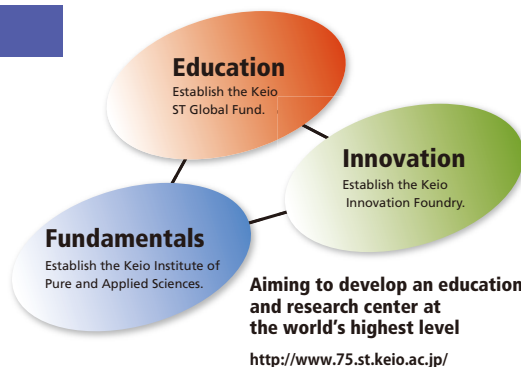 Education
Establish the Keio
ST Global Fund.
Innovation
Establish the Keio
Innovation Foundry.
Fundamentals
Establish the Keio Institute of
Pure and Applied Sciences.
Aiming to develop an education
and research center at
the world's highest level
http://www.75.st.keio.ac.jp/